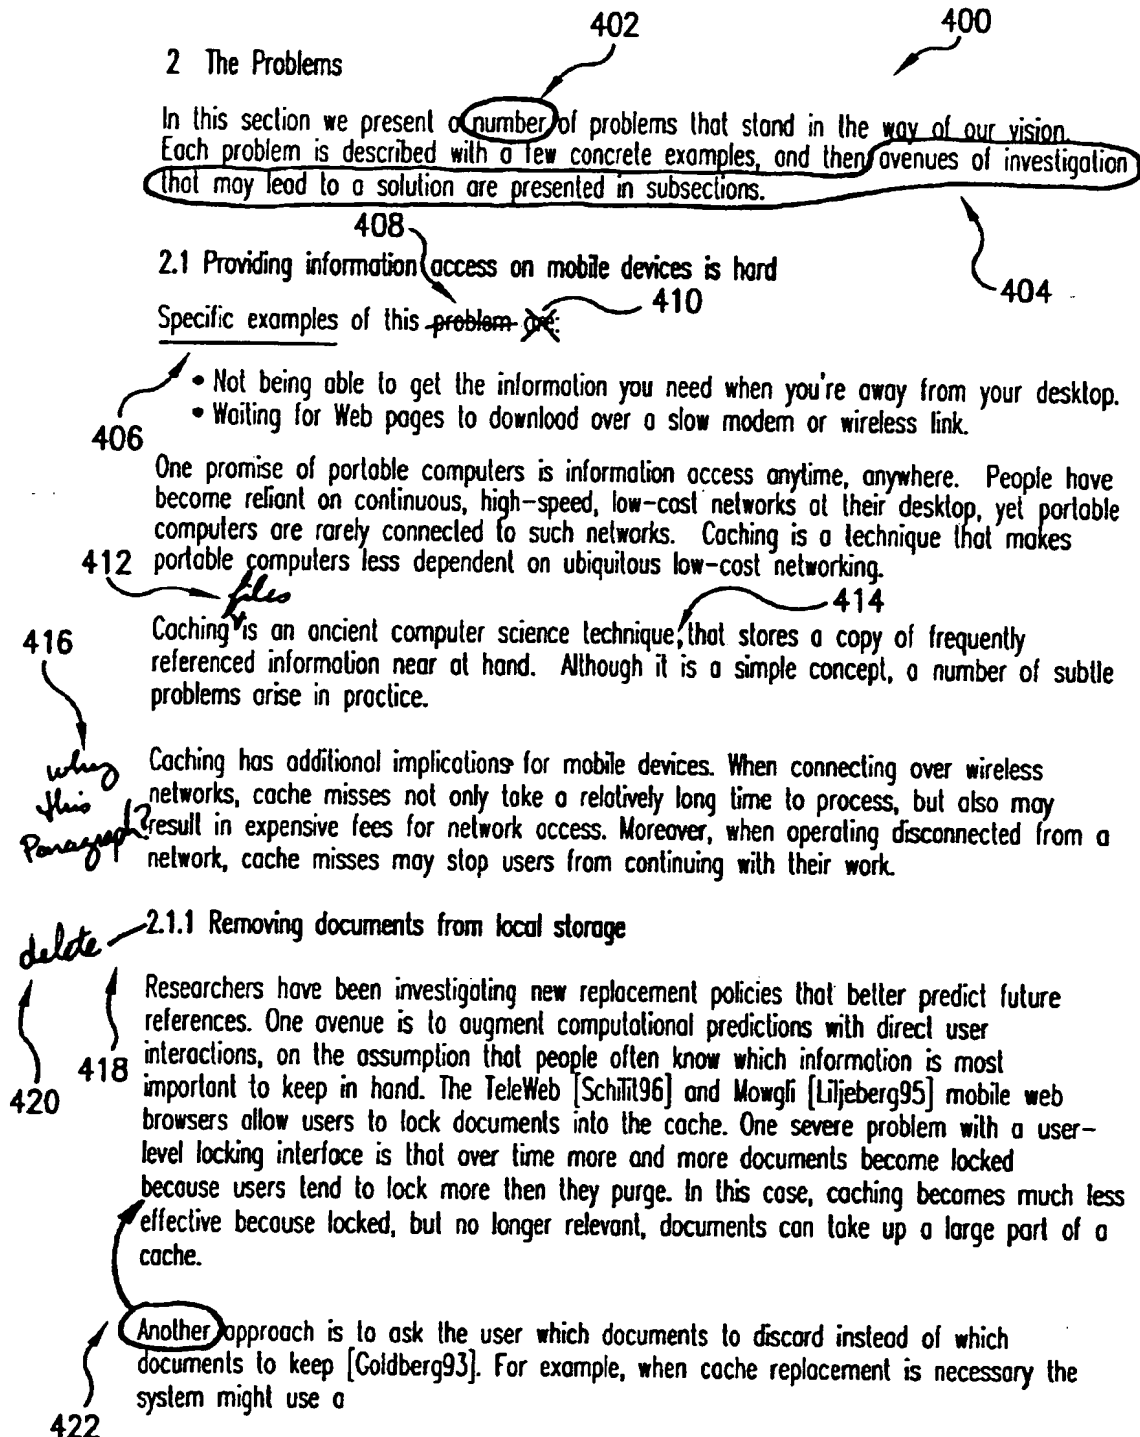 402
400
2 The Problems
In this section we present a number of problems that stand in the way of our vision.
Each problem is described with a few concrete examples, and then avenues of investigation
that may lead to a solution are presented in subsections.
408
404
2.1 Providing information access on mobile devices is hard
410
Specific examples of this problem are:
• Not being able to get the information you need when you're away from your desktop.
• Waiting for Web pages to download over a slow modem or wireless link.
406
One promise of portable computers is information access anytime, anywhere. People have
become reliant on continuous, high-speed, low-cost networks at their desktop, yet portable
computers are rarely connected to such networks. Caching is a technique that makes
412 portable computers less dependent on ubiquitous low-cost networking.
files
414
Caching is an ancient computer science technique, that stores a copy of frequently
416
referenced information near at hand. Although it is a simple concept, a number of subtle
problems arise in practice.
why
this
Paragraph?
Caching has additional implications for mobile devices. When connecting over wireless
networks, cache misses not only take a relatively long time to process, but also may
result in expensive fees for network access. Moreover, when operating disconnected from a
network, cache misses may stop users from continuing with their work.
delete
2.1.1 Removing documents from local storage
Researchers have been investigating new replacement policies that better predict future
references. One avenue is to augment computational predictions with direct user
interactions, on the assumption that people often know which information is most
418
420
important to keep in hand. The TeleWeb [Schilit96] and Mowgli [Liljeberg95] mobile web
browsers allow users to lock documents into the cache. One severe problem with a user-
level locking interface is that over time more and more documents become locked
because users tend to lock more then they purge. In this case, caching becomes much less
effective because locked, but no longer relevant, documents can take up a large part of a
cache.
Another approach is to ask the user which documents to discard instead of which
documents to keep [Goldberg93]. For example, when cache replacement is necessary the
system might use a
422